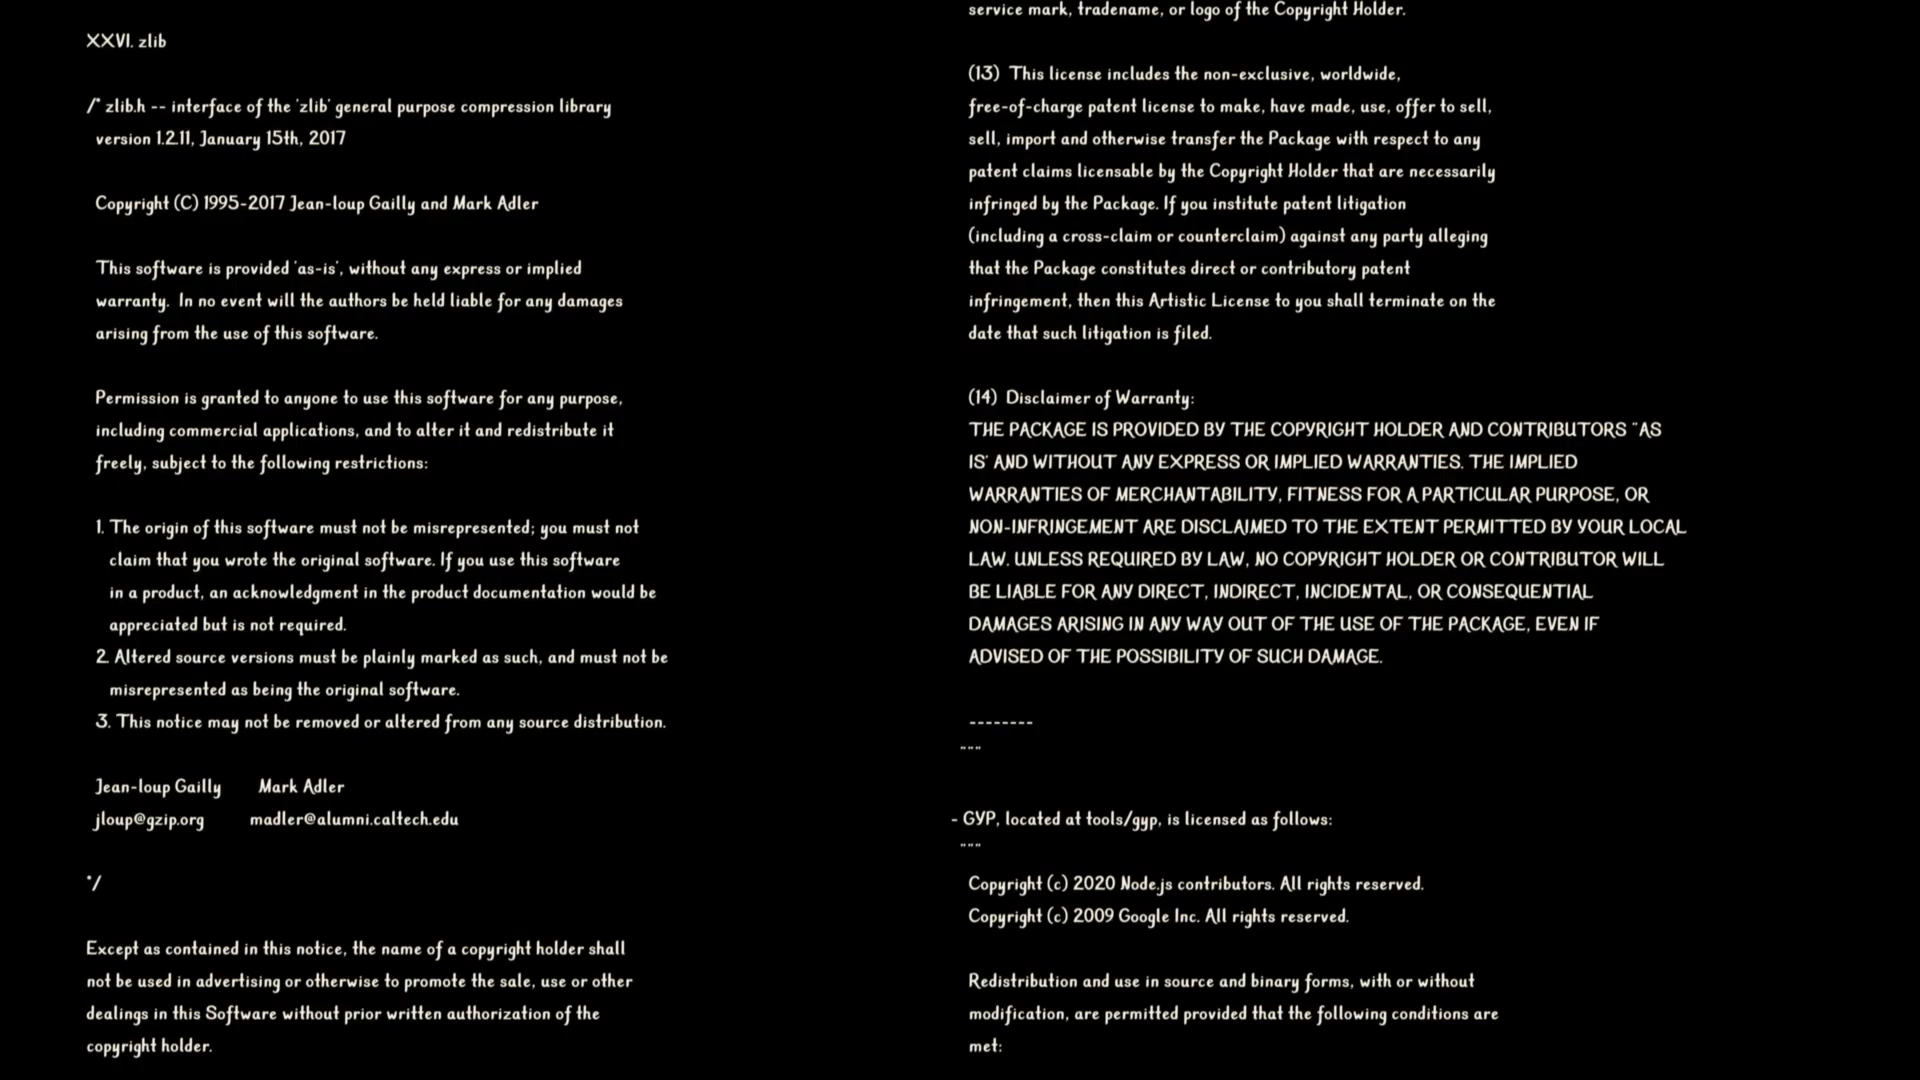 XXVI. zlib
/* zlib.h -- interface of the 'zlib' general purpose compression library
version 1.2.11, January 15th, 2017
Copyright (C) 1995-2017 Jean-loup Gailly and Mark Adler
This software is provided 'as-is', without any express or implied
warranty.  In no event will the authors be held liable for any damages
arising from the use of this software.
Permission is granted to anyone to use this software for any purpose,
including commercial applications, and to alter it and redistribute it
freely, subject to the following restrictions:
1. The origin of this software must not be misrepresented; you must not
claim that you wrote the original software. If you use this software
in a product, an acknowledgment in the product documentation would be
appreciated but is not required.
2. Altered source versions must be plainly marked as such, and must not be
misrepresented as being the original software.
3. This notice may not be removed or altered from any source distribution.
Jean-loup Gailly        Mark Adler
jloup@gzip.org          madler@alumni.caltech.edu
*/
Except as contained in this notice, the name of a copyright holder shall
not be used in advertising or otherwise to promote the sale, use or other
dealings in this Software without prior written authorization of the
copyright holder.
service mark, tradename, or logo of the Copyright Holder.
(13)  This license includes the non-exclusive, worldwide,
free-of-charge patent license to make, have made, use, offer to sell,
sell, import and otherwise transfer the Package with respect to any
patent claims licensable by the Copyright Holder that are necessarily
infringed by the Package. If you institute patent litigation
(including a cross-claim or counterclaim) against any party alleging
that the Package constitutes direct or contributory patent
infringement, then this Artistic License to you shall terminate on the
date that such litigation is filed.
(14)  Disclaimer of Warranty:
THE PACKAGE IS PROVIDED BY THE COPYRIGHT HOLDER AND CONTRIBUTORS "AS
IS' AND WITHOUT ANY EXPRESS OR IMPLIED WARRANTIES. THE IMPLIED
WARRANTIES OF MERCHANTABILITY, FITNESS FOR A PARTICULAR PURPOSE, OR
NON-INFRINGEMENT ARE DISCLAIMED TO THE EXTENT PERMITTED BY YOUR LOCAL
LAW. UNLESS REQUIRED BY LAW, NO COPYRIGHT HOLDER OR CONTRIBUTOR WILL
BE LIABLE FOR ANY DIRECT, INDIRECT, INCIDENTAL, OR CONSEQUENTIAL
DAMAGES ARISING IN ANY WAY OUT OF THE USE OF THE PACKAGE, EVEN IF
ADVISED OF THE POSSIBILITY OF SUCH DAMAGE.
--------
"""
- GYP, located at tools/gyp, is licensed as follows:
"""
Copyright (c) 2020 Node.js contributors. All rights reserved.
Copyright (c) 2009 Google Inc. All rights reserved.
Redistribution and use in source and binary forms, with or without
modification, are permitted provided that the following conditions are
met: